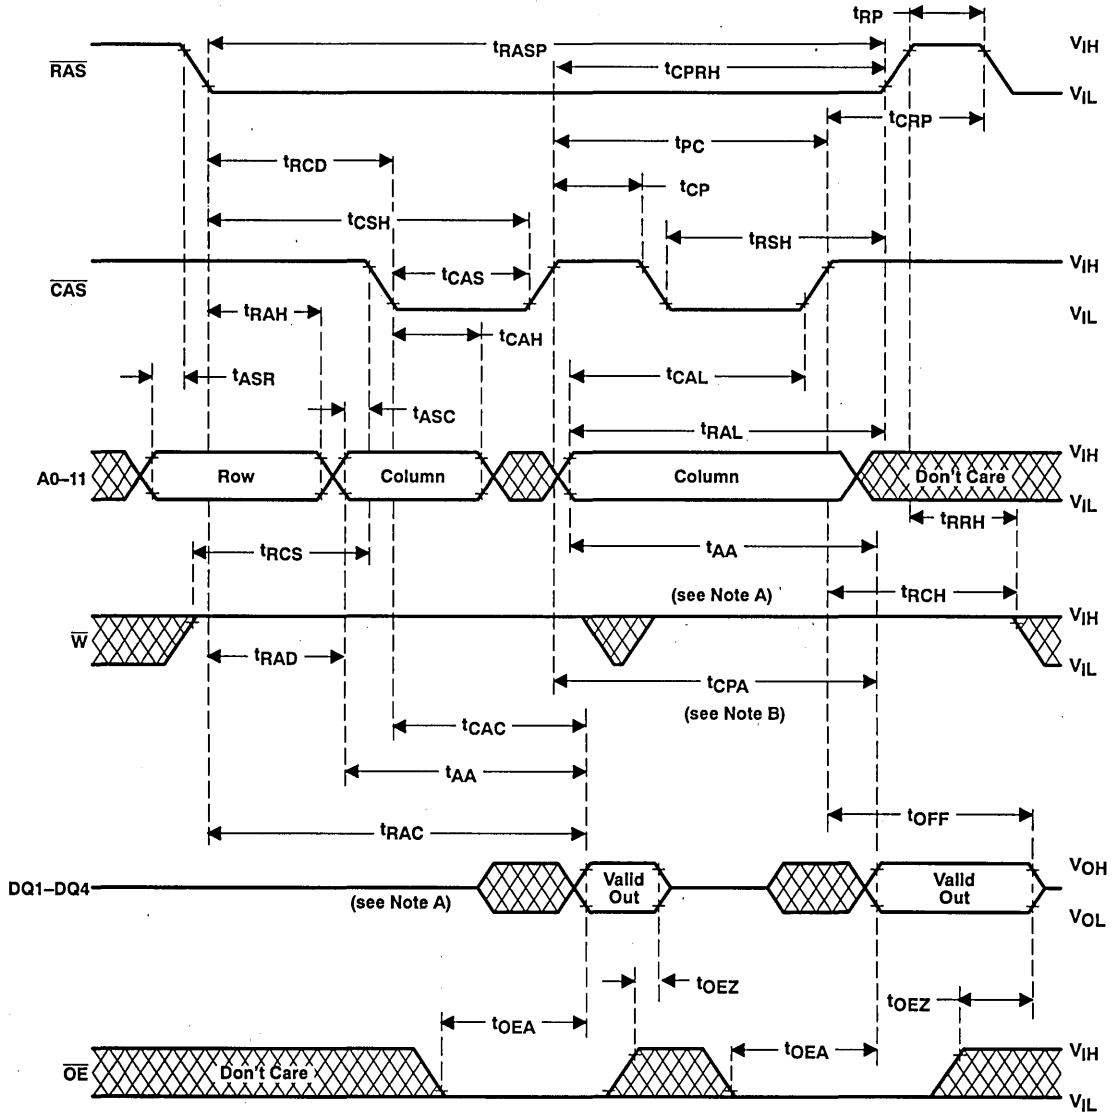 tRP
RAS
tRASP
VIH
tCPRH
VIL
tCRP
tPC
tRCD
tCP
tCSH
tRSH
CAS
tCAS
VIH
tRAH
VIL
tCAH
tASR
tCAL
tASC
tRAL
A0–11
Row
Column
Column
Don't Care
VIH
VIL
tRRH
tRCS
tAA
(see Note A)
tRCH
W
VIH
tRAD
VIL
tCPA
(see Note B)
tCAC
tAA
tOFF
tRAC
DQ1–DQ4
(see Note A)
Valid
Out
Valid
Out
VOH
VOL
tOEZ
tOEZ
tOEA
tOEA
OE
Don't Care
VIH
VIL